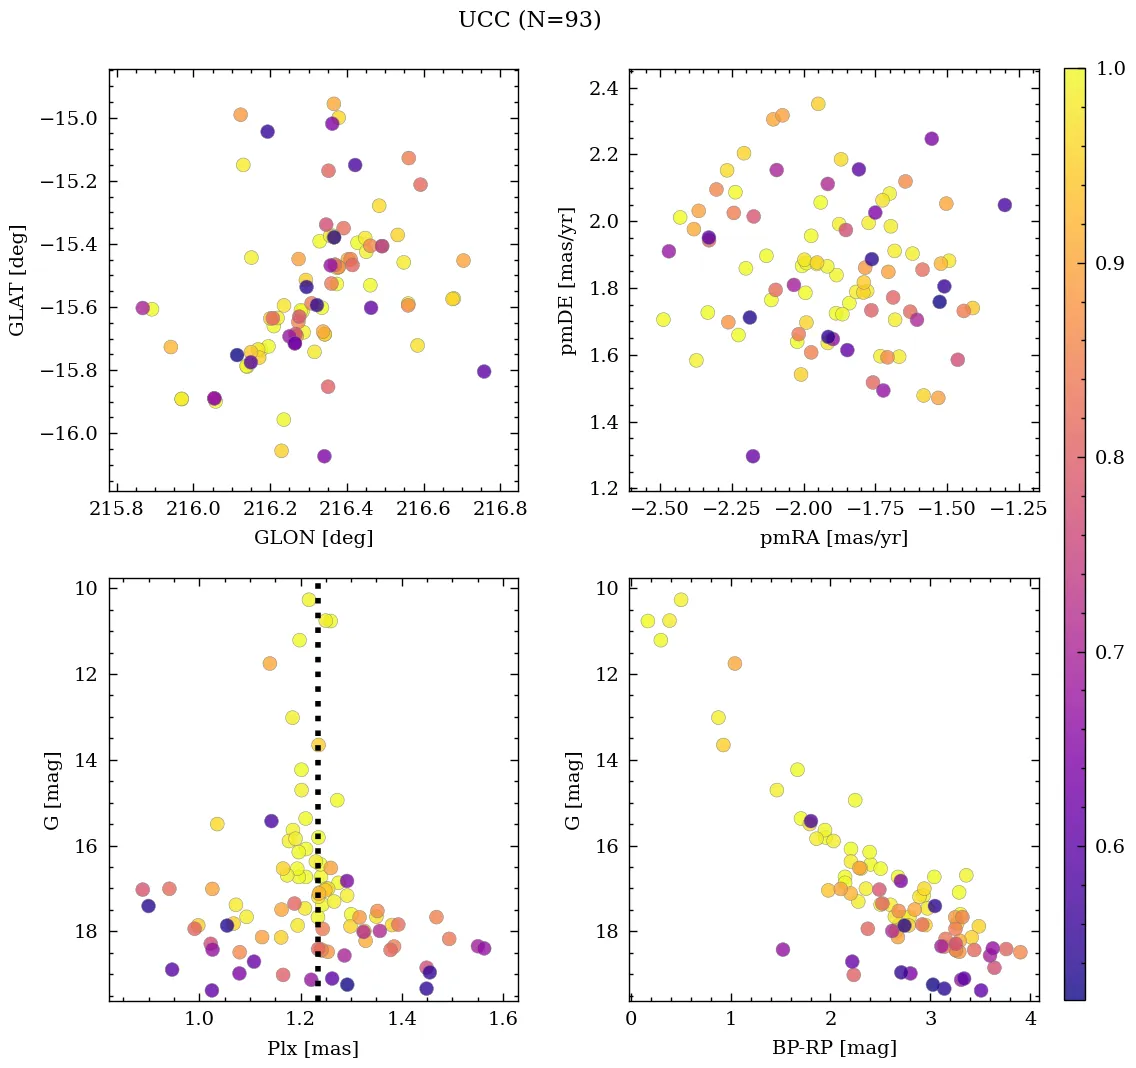 UCC (N=93)
−15.0
−15.2
−15.4
−15.6
−15.8
−16.0
GLAT [deg]
215.8 216.0 216.2 216.4 216.6 216.8
GLON [deg]
2.4
2.2
2.0
1.8
1.6
1.4
1.2
pmDE [mas/yr]
−2.50 −2.25 −2.00 −1.75 −1.50 −1.25
pmRA [mas/yr]
10
12
14
16
18
G [mag]
1.0 1.2 1.4 1.6
Plx [mas]
10
12
14
16
18
G [mag]
0 1 2 3 4
BP-RP [mag]
1.0
0.9
0.8
0.7
0.6